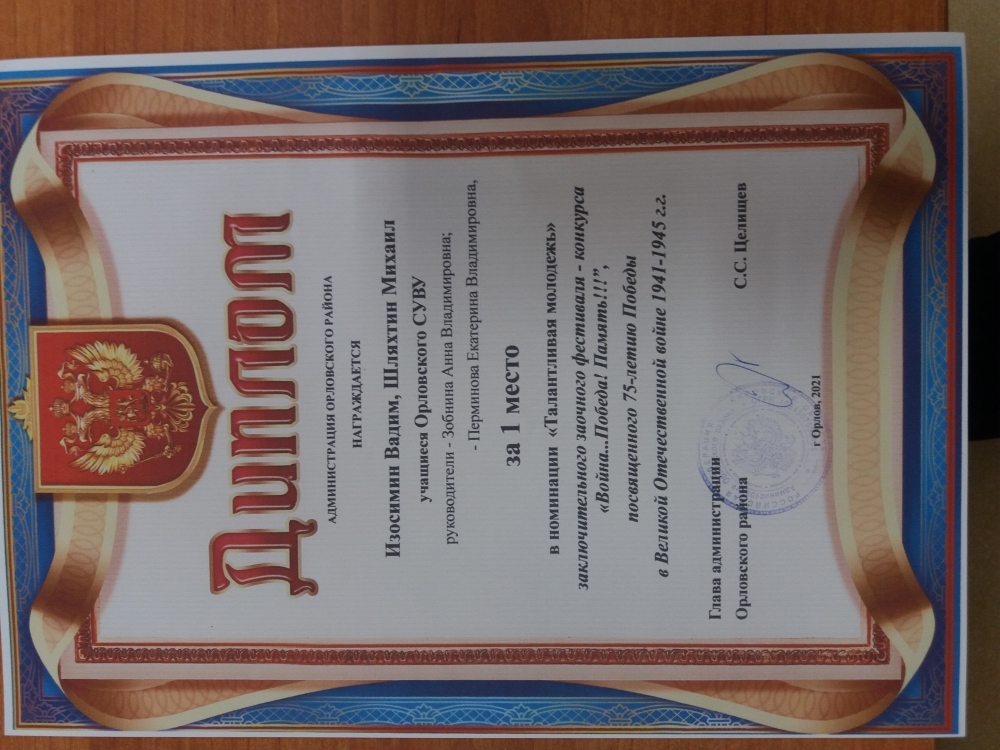 Диплом
АДМИНИСТРАЦИЯ ОРЛОВСКОГО РАЙОНА
НАГРАЖДАЕТСЯ
Изосимин Вадим, Шляхтин Михаил
учащиеся Орловского СУВУ
руководители - Зобнина Анна Владимировна;
- Перминова Екатерина Владимировна,
за 1 место
в номинации «Талантливая молодежь»
заключительного заочного фестиваля - конкурса
«Война...Победа! Память!!!”,
посвященного 75-летию Победы
в Великой Отечественной войне 1941-1945 г.г.
Глава администрации
Орловского района С.С. Целищев
г Орлов, 2021